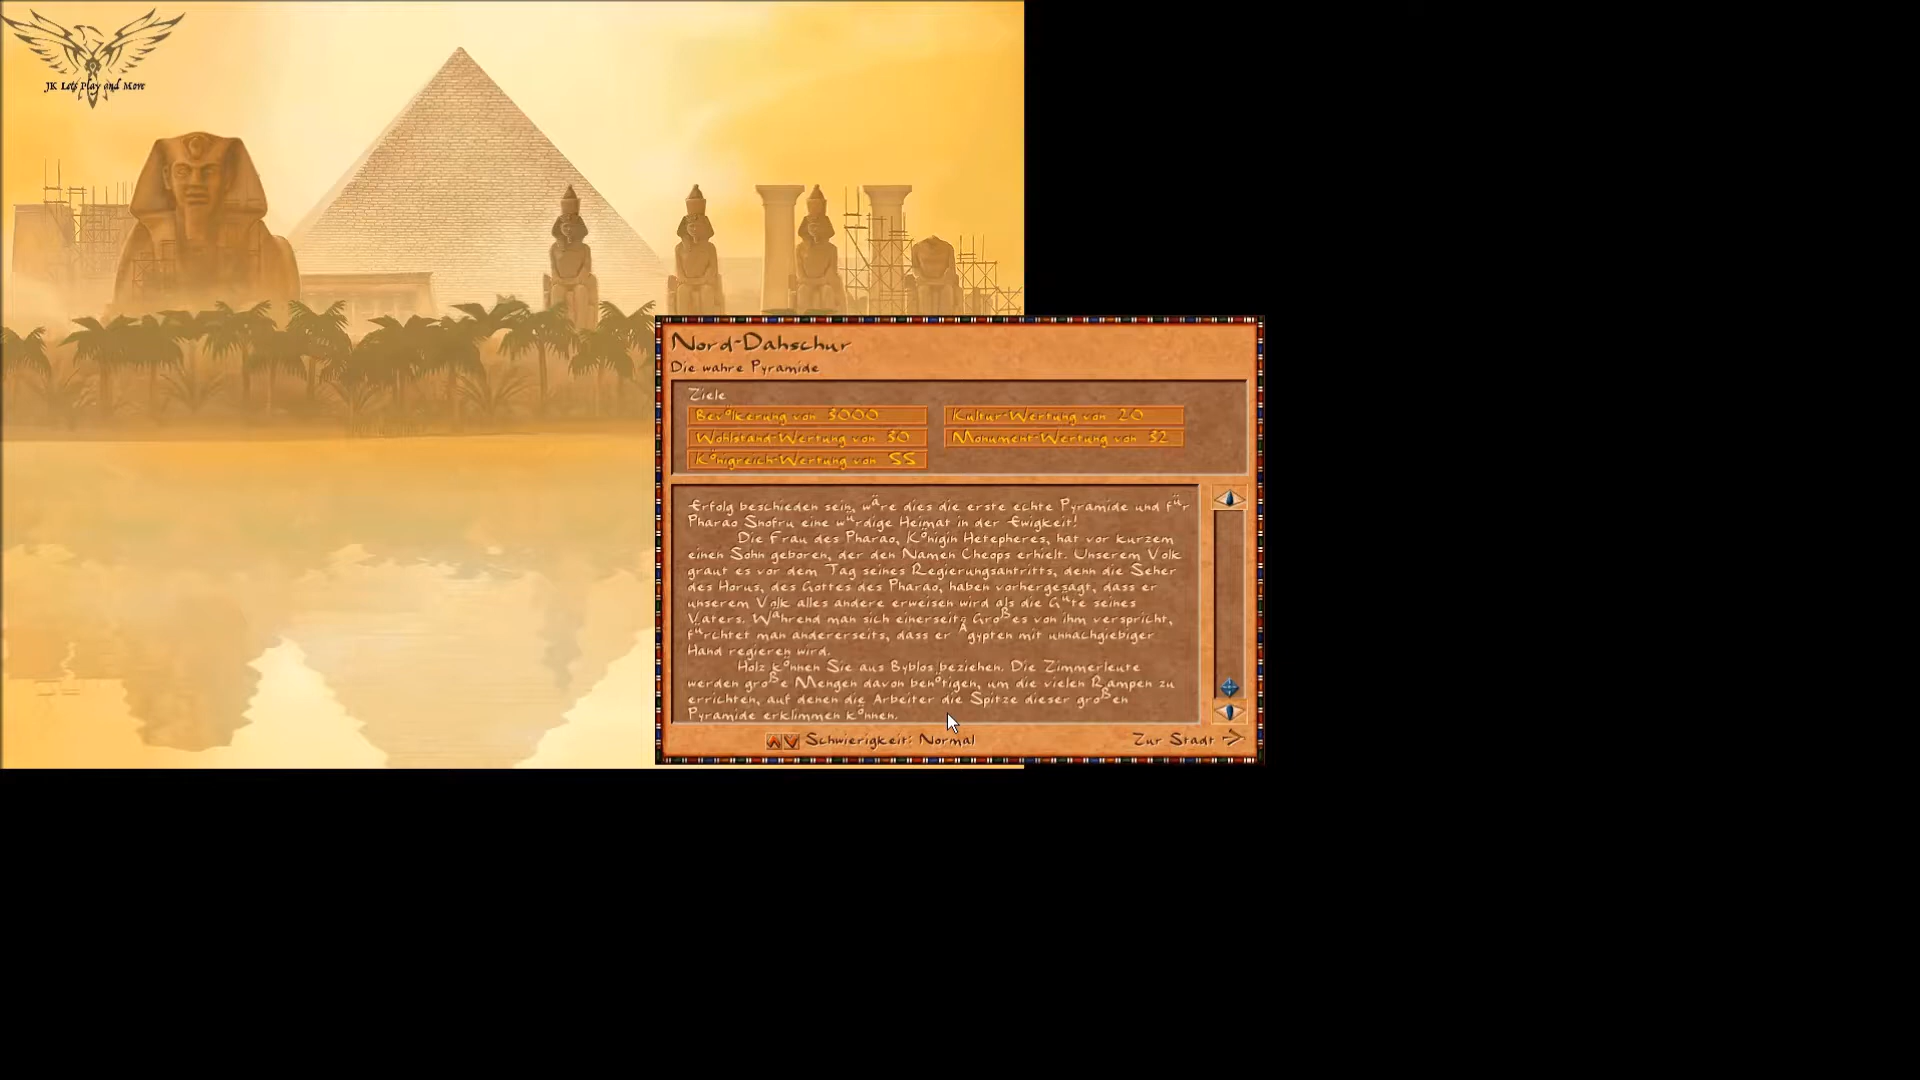 JK Lets Play and More
Nord-Dahschur
Die wahre Pyramide
Ziele
Bevölkerung von 3000
Kultur-Wertung von 20
Wohlstand-Wertung von 30
Monument-Wertung von 32
Königreich-Wertung von 55
Erfolg beschieden sein, wäre dies die erste echte Pyramide und für
Pharao Snofru eine würdige Heimat in der Ewigkeit!
Die Frau des Pharao, Königin Hetepheres, hat vor kurzem
einen Sohn geboren, der den Namen Cheops erhielt. Unserem Volk
graut es vor dem Tag seines Regierungsantritts, denn die Seher
des Horus, des Gottes des Pharao, haben vorhergesagt, dass er
unserem Volk alles andere erweisen wird als die Güte seines
Vaters. Während man sich einerseits Großes von ihm verspricht,
fürchtet man andererseits, dass er Ägypten mit unnachgiebiger
Hand regieren wird.
Holz können Sie aus Byblos beziehen. Die Zimmerleute
werden große Mengen davon benötigen, um die vielen Rampen zu
errichten, auf denen die Arbeiter die Spitze dieser großen
Pyramide erklimmen können.
Schwierigkeit: Normal
Zur Stadt